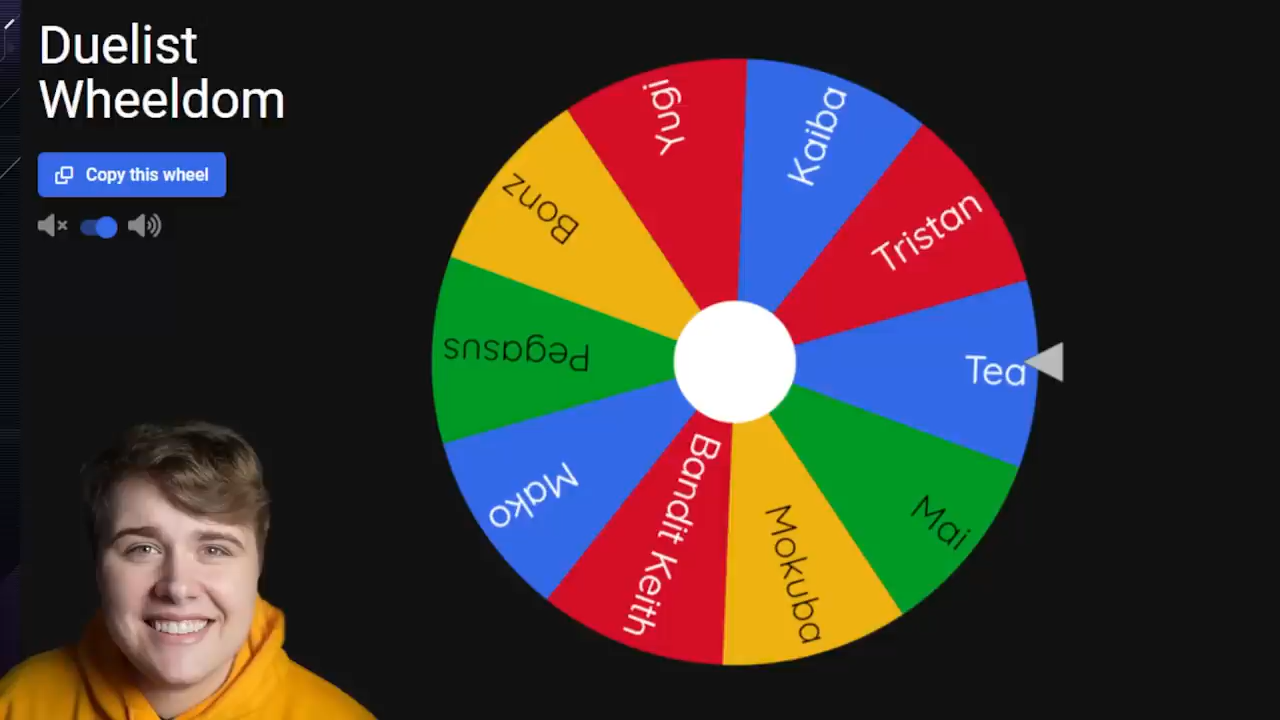 Duelist
Wheeldom
Copy this wheel
Yugi
Kaiba
Tristan
Tea
Mai
Mokuba
Bandit Keith
Mako
Pegasus
Bonz